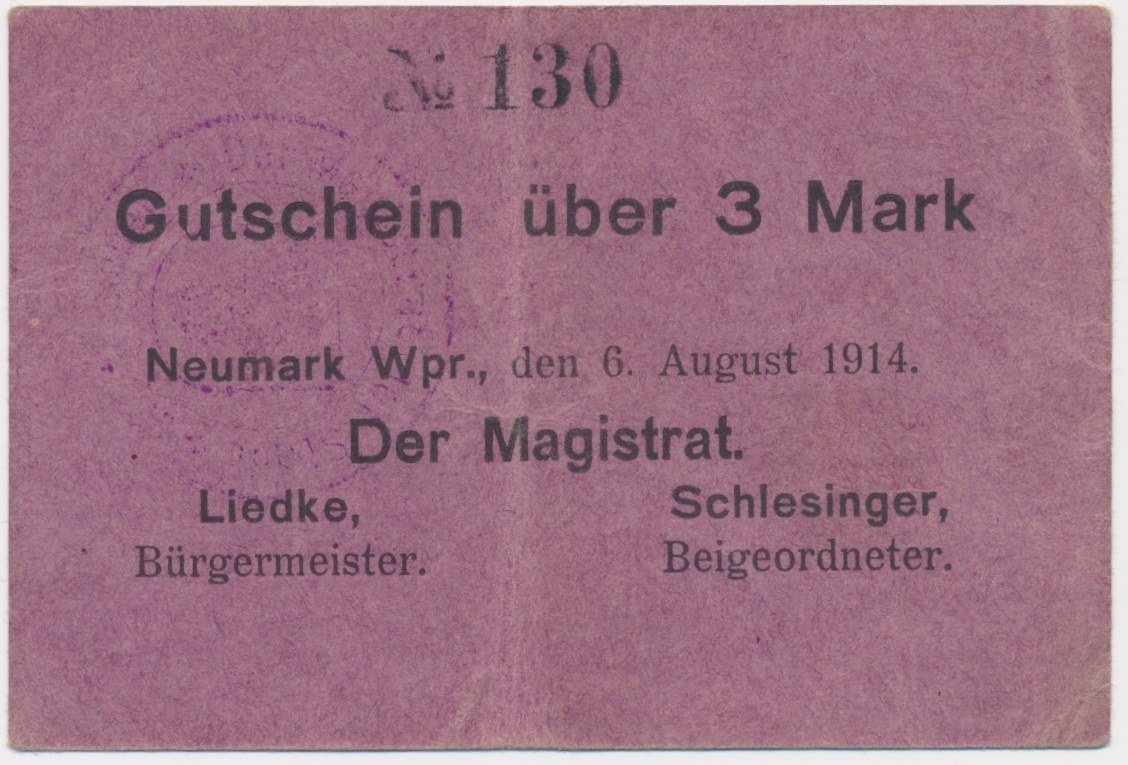 № 130
Gutschein über 3 Mark
Neumark Wpr., den 6. August 1914.
Der Magistrat.
Liedke, Schlesinger,
Bürgermeister. Beigeordneter.